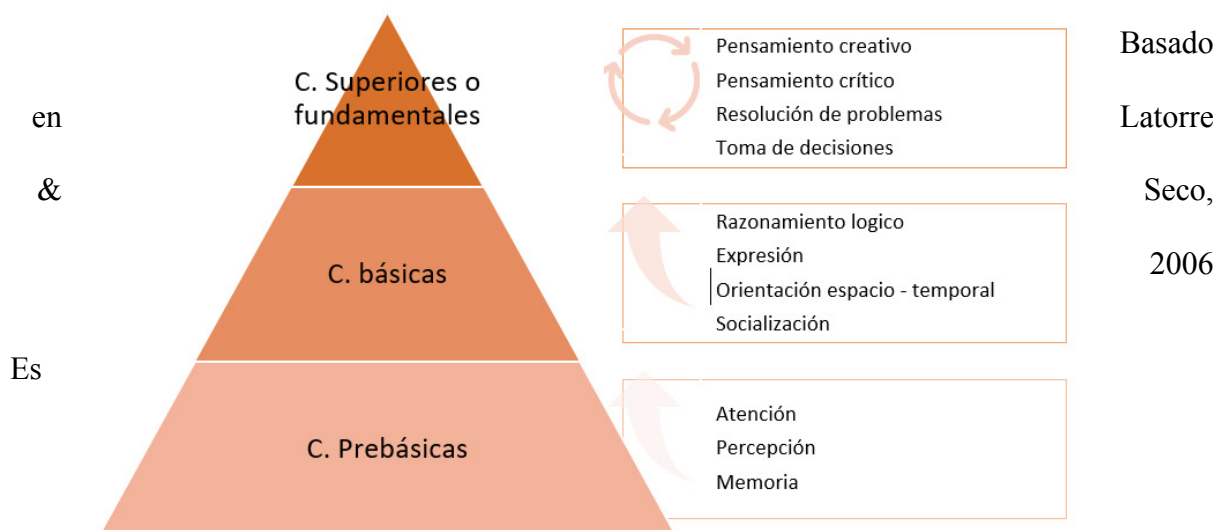 C. Superiores o
fundamentales
Pensamiento creativo
Pensamiento crítico
Resolución de problemas
Toma de decisiones
C. básicas
Razonamiento logico
Expresión
Orientación espacio - temporal
Socialización
C. Prebásicas
Atención
Percepción
Memoria
Basado
en Latorre
& Seco,
2006
Es